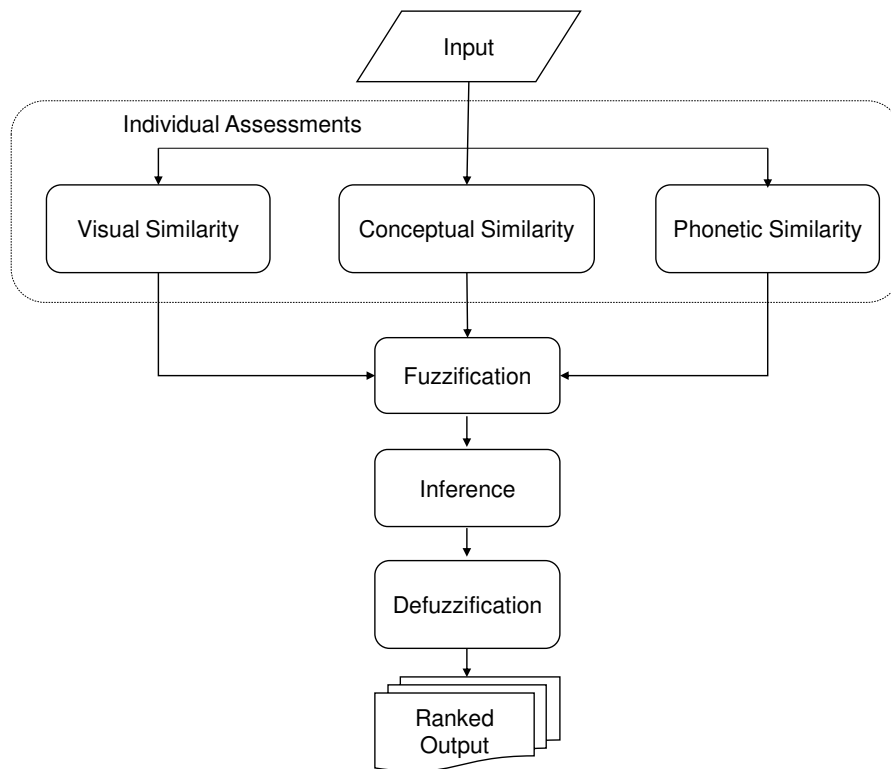 Input
Individual Assessments
Visual Similarity
Conceptual Similarity
Phonetic Similarity
Fuzzification
Inference
Defuzzification
Ranked
Output